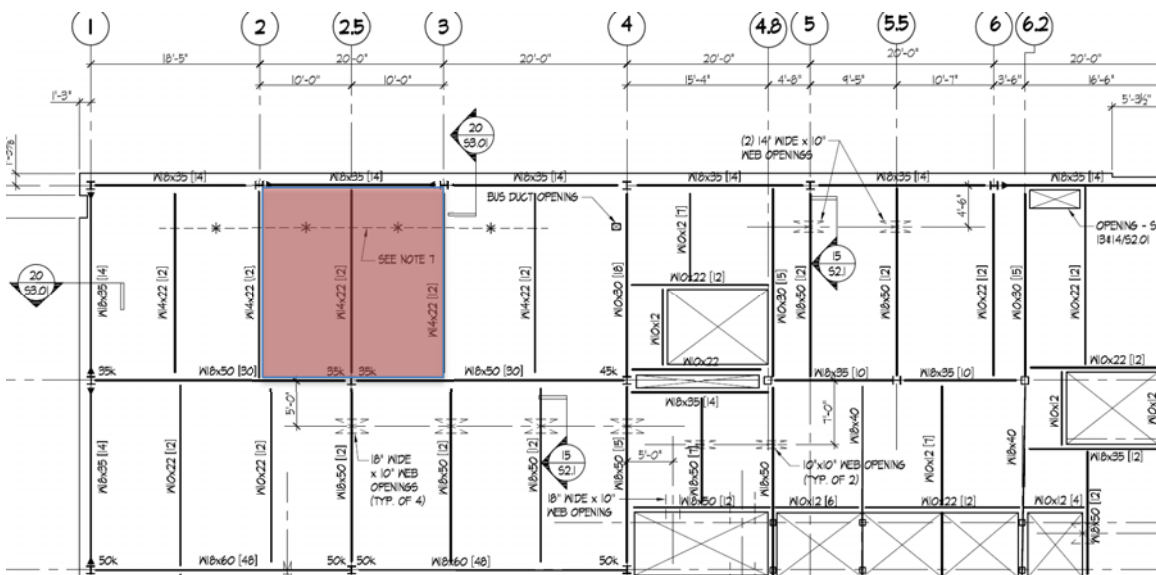 1 2 2.5 3 4 4.8 5 5.5 6 6.2
18'-5" 20'-0" 20'-0" 20'-0" 20'-0" 20'-0"
10'-0" 10'-0" 15'-4" 4'-8" 9'-5" 10'-7" 3'-6" 16'-6"
1'-3" 5'-3½"
20
S3.01
(2) 14" WIDE x 10"
WEB OPENINGS
W18x35 [14] W18x35 [14] W18x35 [14] W18x35 [14] W18x35 [14] W18x35 [14]
BUS DUCT OPENING
W10x12 [7]
4'-6"
OPENING - S
13#14/S2.01
SEE NOTE 7
15
S2.1
20
S3.01
W18x35 [14]
W14x22 [12]
W14x22 [12]
W14x22 [12]
W14x22 [12]
W14x22 [12]
W10x30 [18]
W10x22 [12]
W10x12
W10x30 [15]
W18x50 [12]
W18x50 [12]
W10x22 [12]
W10x30 [15]
W10x22 [12]
W10x22
W10x22 [12]
35k W18x50 [30] 35k 35k W18x50 [30] 45k
W18x35 [10] W18x35 [10]
W18x35 [14]
5'-0"
7'-0"
W18x35 [14]
W10x22 [12]
W10x22 [12]
W18x50 [12]
W18x50 [12]
W18x50 [12]
W18x50 [15]
W18x50
W18x40
W10x12 [7]
W18x40
W10x12
W10x12
W18x35 [12]
18" WIDE
x 10" WEB
OPENINGS
(TYP. OF 4)
15
S2.1
5'-0"
10"x10" WEB OPENING
(TYP. OF 2)
18" WIDE x 10"
WEB OPENING
W18x50 [12] W10x12 [6] W10x22 [12] W10x12 [4]
W18x50 [12]
50k W18x60 [48] 50k 50k W18x60 [48] 50k